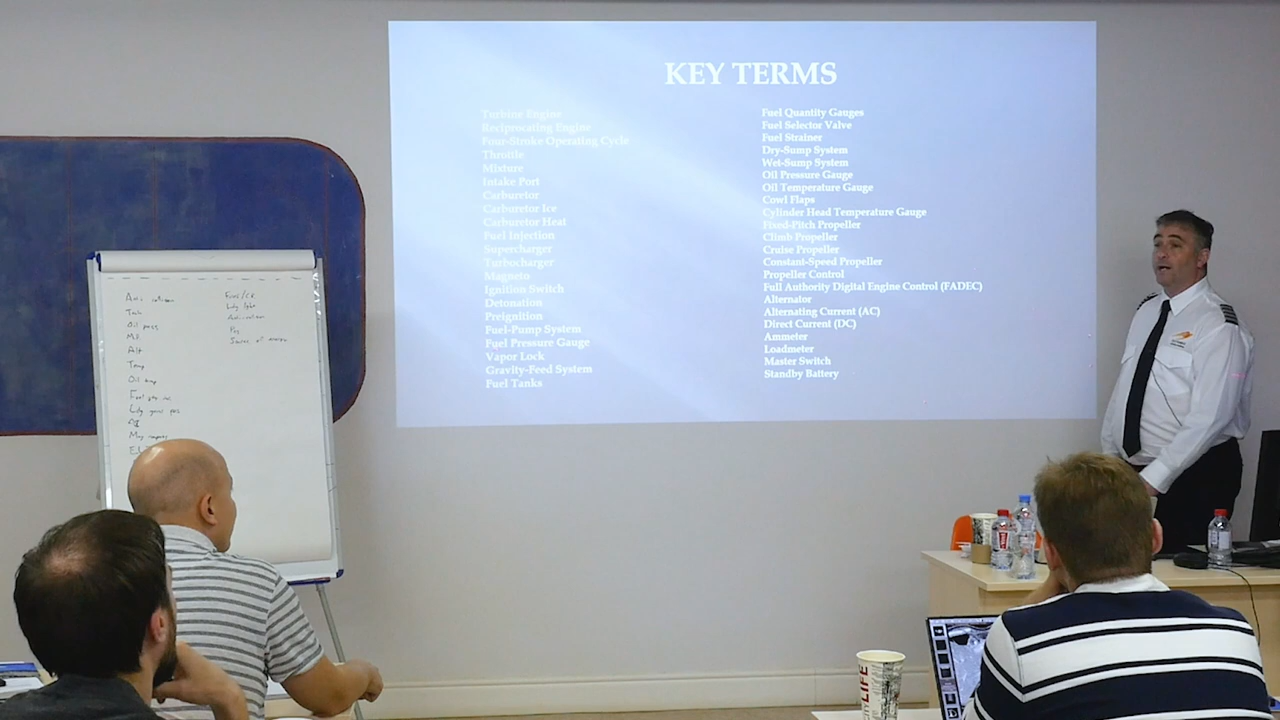 KEY TERMS
Turbine Engine
Reciprocating Engine
Four-Stroke Operating Cycle
Throttle
Mixture
Intake Port
Carburetor
Carburetor Ice
Carburetor Heat
Fuel Injection
Supercharger
Turbocharger
Magneto
Ignition Switch
Detonation
Preignition
Fuel-Pump System
Fuel Pressure Gauge
Vapor Lock
Gravity-Feed System
Fuel Tanks
Fuel Quantity Gauges
Fuel Selector Valve
Fuel Strainer
Dry-Sump System
Wet-Sump System
Oil Pressure Gauge
Oil Temperature Gauge
Cowl Flaps
Cylinder Head Temperature Gauge
Fixed-Pitch Propeller
Climb Propeller
Cruise Propeller
Constant-Speed Propeller
Propeller Control
Full Authority Digital Engine Control (FADEC)
Alternator
Alternating Current (AC)
Direct Current (DC)
Ammeter
Loadmeter
Master Switch
Standby Battery
Tach
Oil press
Alt
Temp
Oil temp
LIFE